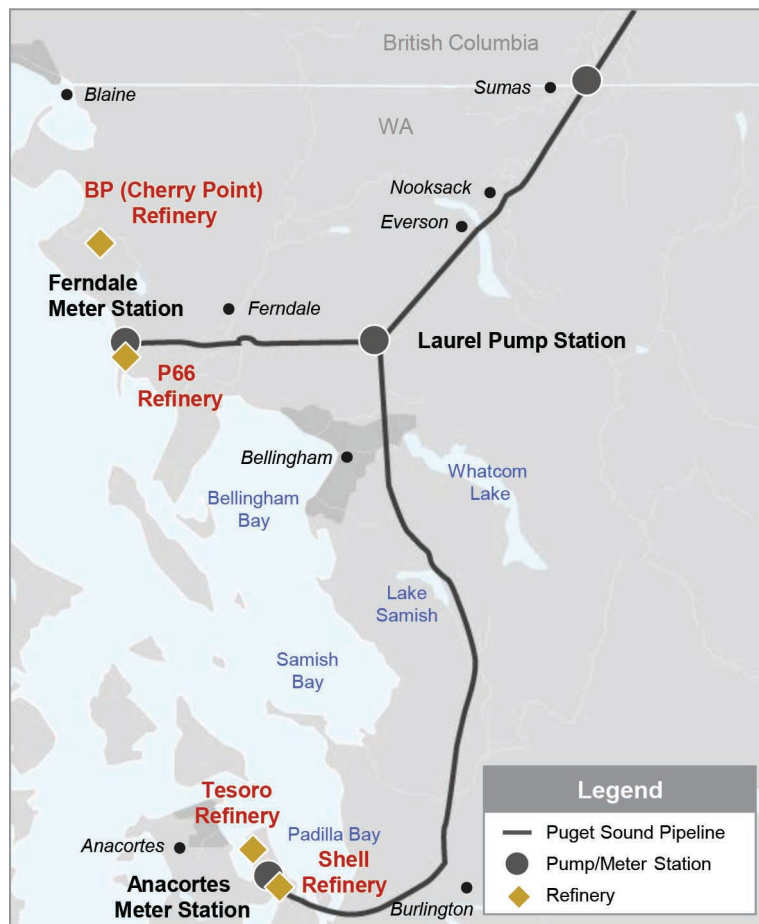 British Columbia
Blaine
Sumas
WA
BP (Cherry Point)
Refinery
Nooksack
Everson
Ferndale
Meter Station
Ferndale
Laurel Pump Station
P66
Refinery
Bellingham
Whatcom
Lake
Bellingham
Bay
Lake
Samish
Samish
Bay
Tesoro
Refinery
Padilla Bay
Anacortes
Shell
Refinery
Anacortes
Meter Station
Burlington
Legend
Puget Sound Pipeline
Pump/Meter Station
Refinery